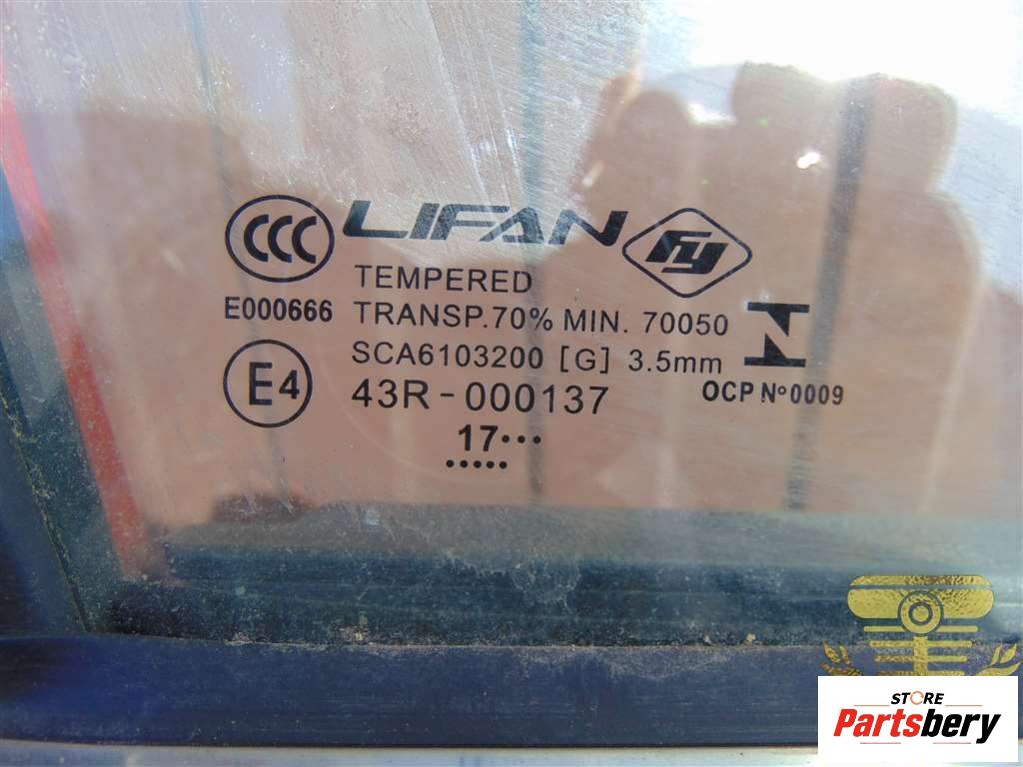 CCC LIFAN FY
TEMPERED
E000666 TRANSP.70% MIN. 70050
SCA6103200 [G] 3.5mm
E4 43R-000137 OCP Nº0009
17•••
•••••
STORE
Partsbery